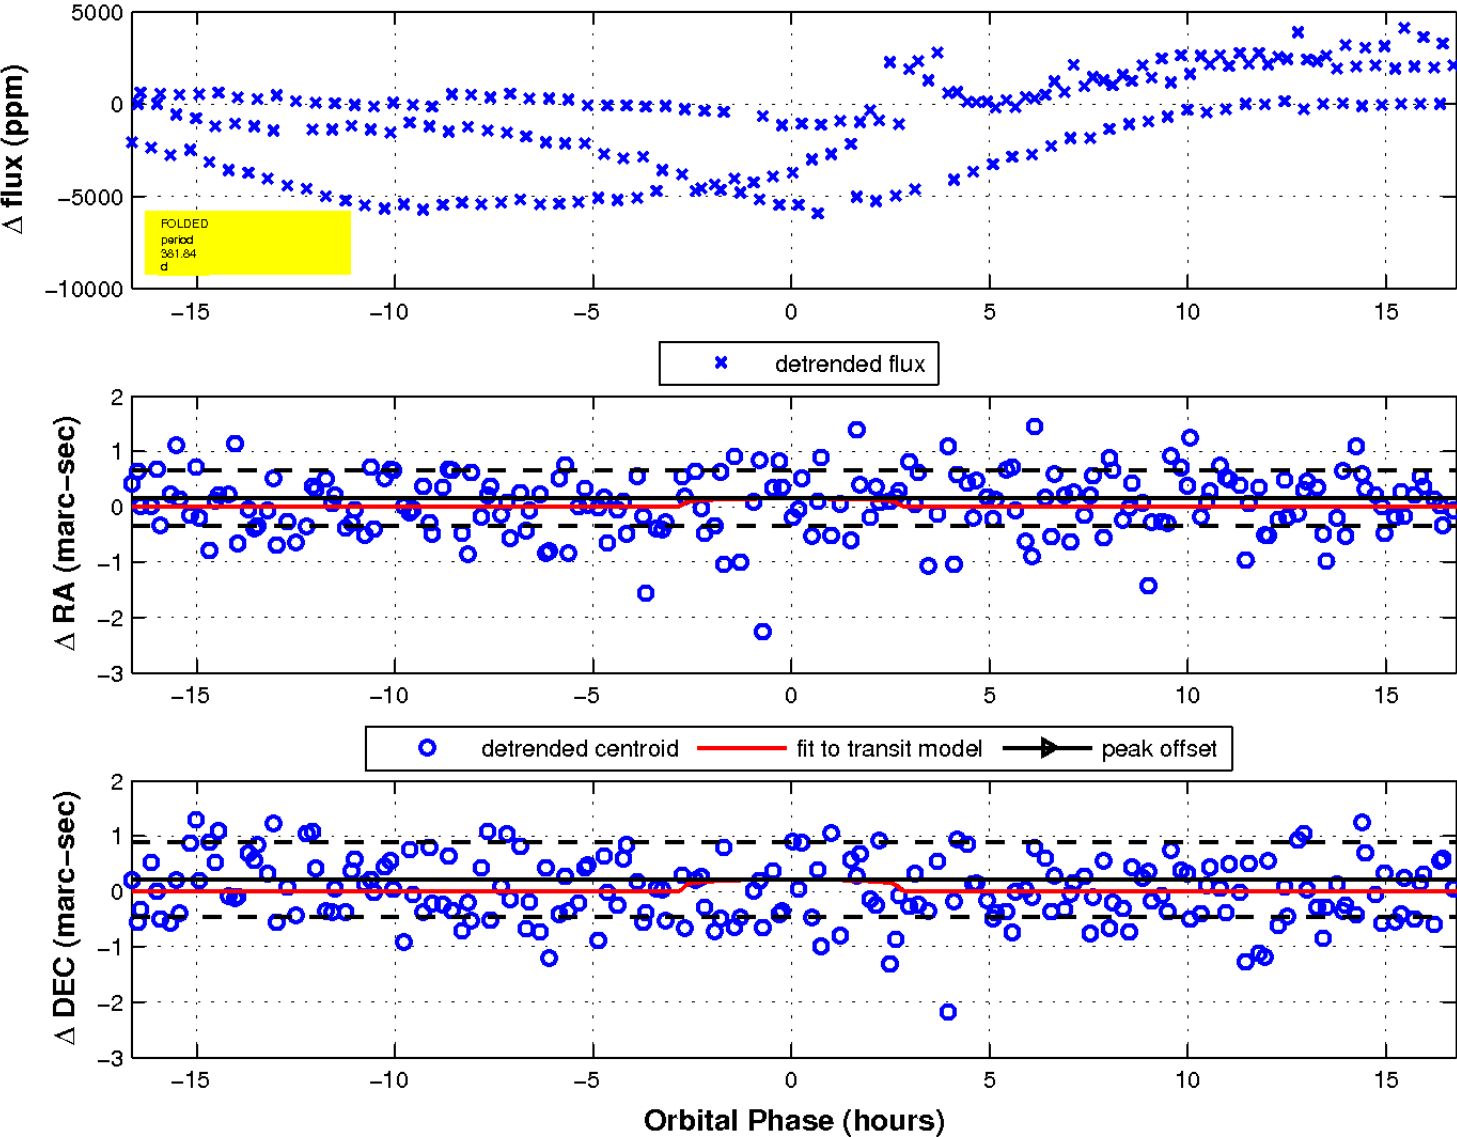 5000
0
−5000
−10000
Δ flux (ppm)
FOLDED
period
381.84
d
−15 −10 −5 0 5 10 15
detrended flux
2
1
0
−1
−2
−3
Δ RA (marc−sec)
−15 −10 −5 0 5 10 15
detrended centroid fit to transit model peak offset
2
1
0
−1
−2
−3
Δ DEC (marc−sec)
−15 −10 −5 0 5 10 15
Orbital Phase (hours)